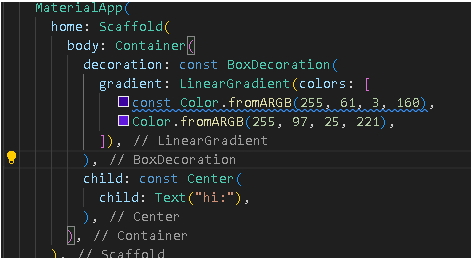 MaterialApp(
home: Scaffold(
body: Container(
decoration: const BoxDecoration(
gradient: LinearGradient(colors: [
const Color.fromARGB(255, 61, 3, 160),
Color.fromARGB(255, 97, 25, 221),
]), // LinearGradient
), // BoxDecoration
child: const Center(
child: Text("hi:"),
), // Center
), // Container
), // Scaffold